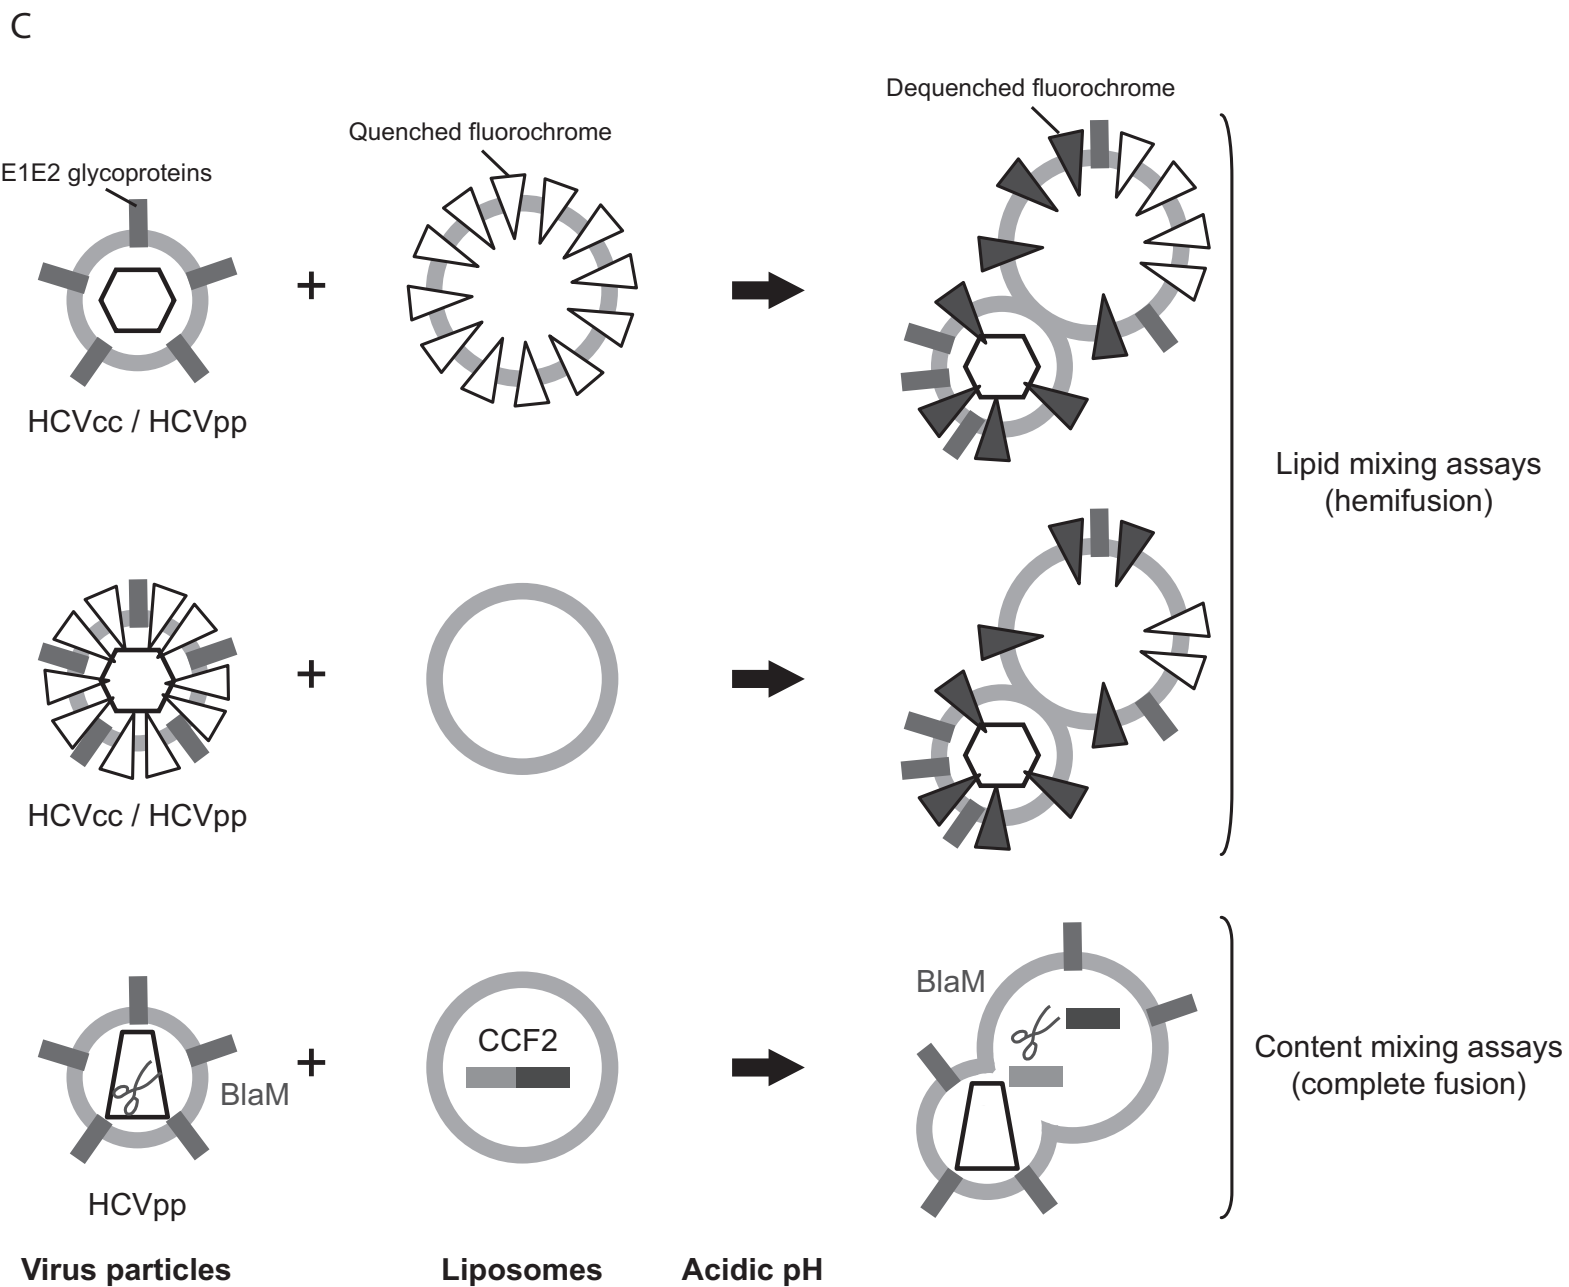 C
Dequenched fluorochrome
Quenched fluorochrome
E1E2 glycoproteins
+
HCVcc / HCVpp
Lipid mixing assays
(hemifusion)
+
HCVcc / HCVpp
BlaM
CCF2
+
BlaM
Content mixing assays
(complete fusion)
HCVpp
Virus particles
Liposomes
Acidic pH